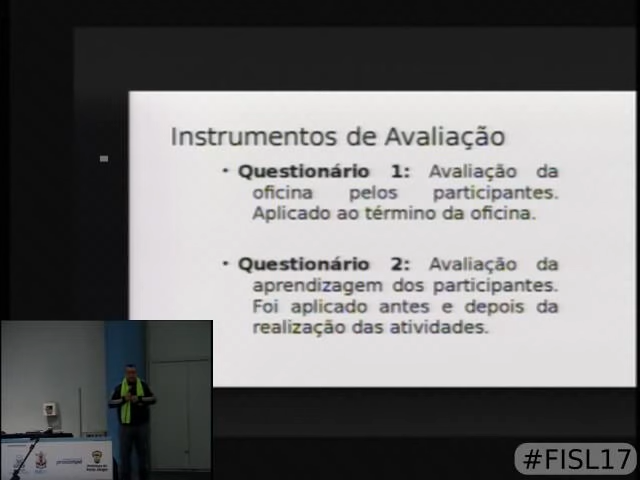 Instrumentos de Avaliação
• Questionário 1: Avaliação da
oficina pelos participantes.
Aplicado ao término da oficina.
• Questionário 2: Avaliação da
aprendizagem dos participantes.
Foi aplicado antes e depois da
realização das atividades.
#FISL17